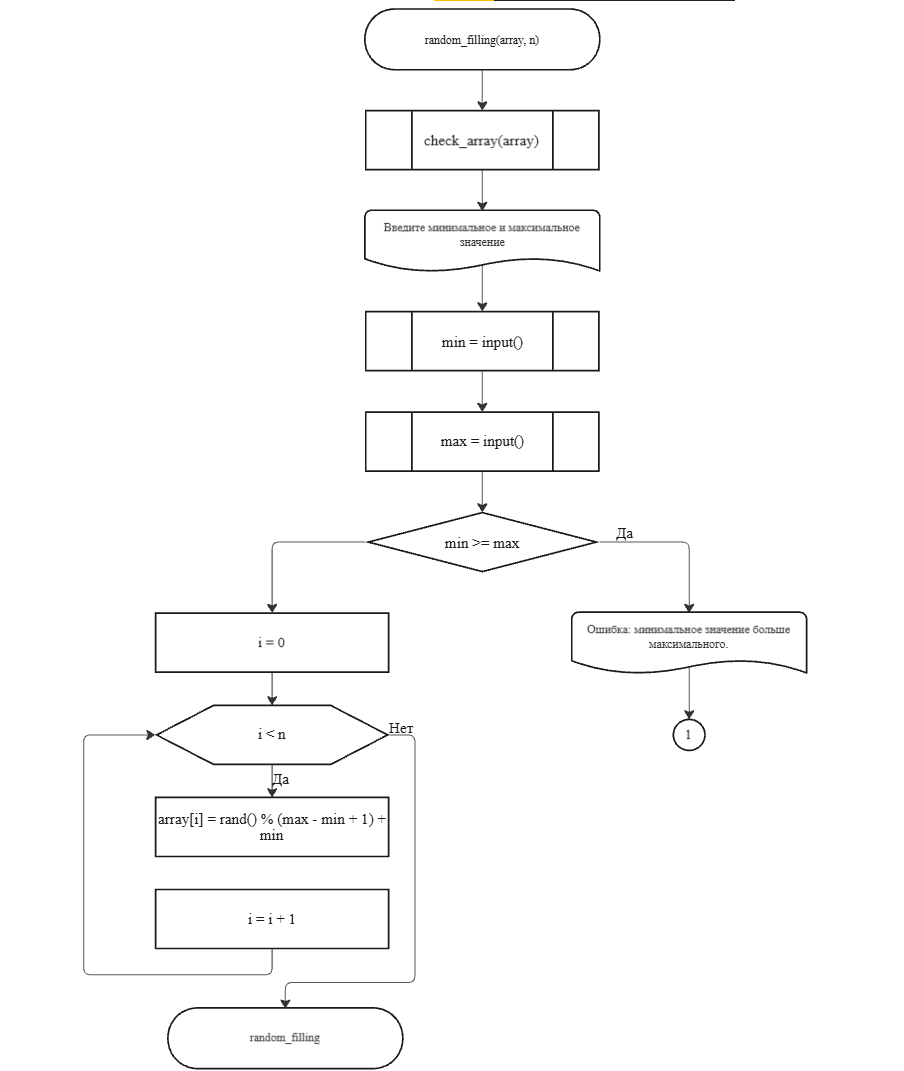 random_filling(array, n)
check_array(array)
Введите минимальное и максимальное
значение
min = input()
max = input()
min >= max
Да
i = 0
Ошибка: минимальное значение больше
максимального.
i < n
Нет
1
Да
array[i] = rand() % (max - min + 1) +
min
i = i + 1
random_filling